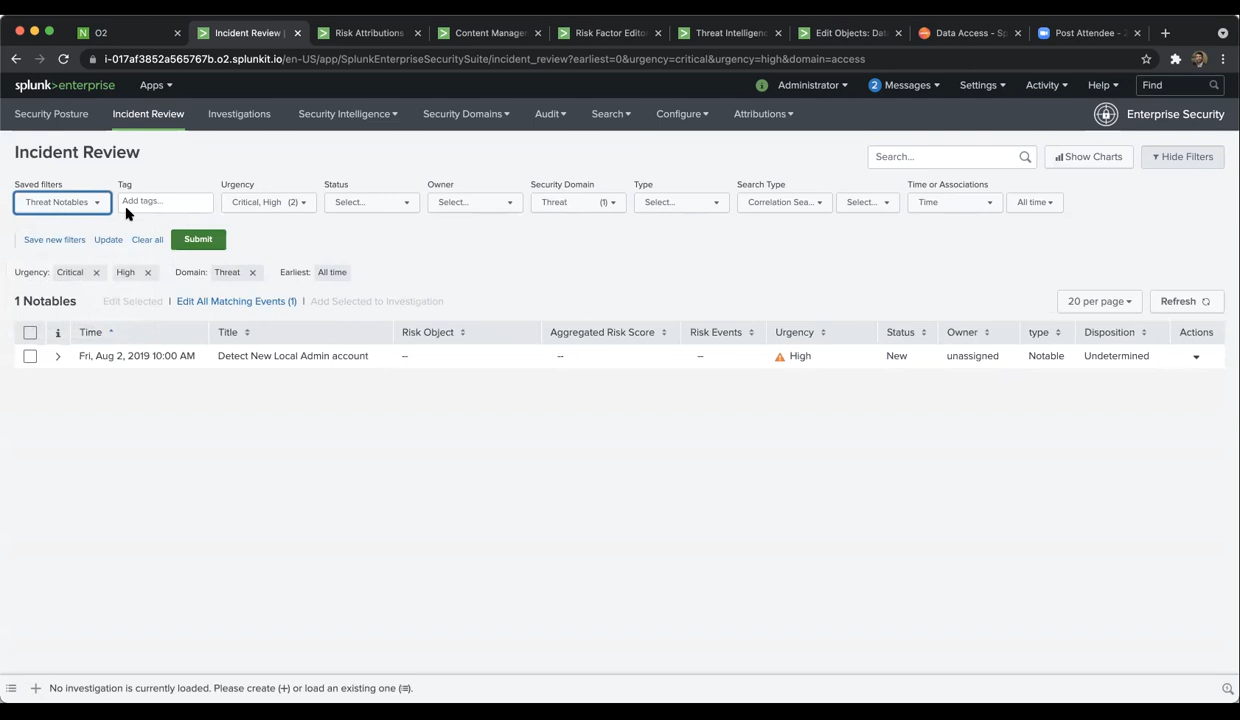 O2
Incident Review
Risk Attributions
Content Manager
Risk Factor Editor
Threat Intelligenc
Edit Objects: Dat
Data Access - Sp
Post Attendee - Z
i-017af3852a565767b.o2.splunkit.io/en-US/app/SplunkEnterpriseSecuritySuite/incident_review?earliest=0&urgency=critical&urgency=high&domain=access
splunk>enterprise Apps
i Administrator 2 Messages Settings Activity Help Find
Security Posture Incident Review Investigations Security Intelligence Security Domains Audit Search Configure Attributions Enterprise Security
Incident Review
Search... Show Charts Hide Filters
Saved filters Tag Urgency Status Owner Security Domain Type Search Type Time or Associations
Threat Notables Add tags... Critical, High (2) Select... Select... Threat (1) Select... Correlation Sea... Select... Time All time
Save new filters Update Clear all Submit
Urgency: Critical × High × Domain: Threat × Earliest: All time
1 Notables Edit Selected | Edit All Matching Events (1) | Add Selected to Investigation 20 per page Refresh
i Time Title Risk Object Aggregated Risk Score Risk Events Urgency Status Owner type Disposition Actions
Fri, Aug 2, 2019 10:00 AM Detect New Local Admin account -- -- -- High New unassigned Notable Undetermined
No investigation is currently loaded. Please create (+) or load an existing one (≡).